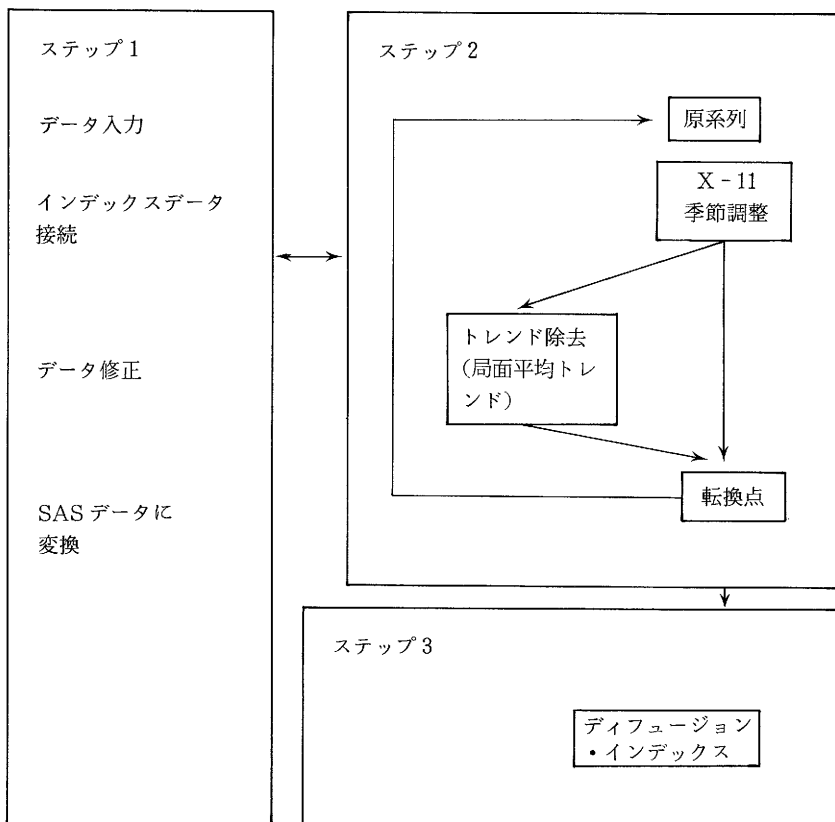 ステップ1
データ入力
インデックスデータ
接続
データ修正
SASデータに
変換
ステップ2
原系列
X-11
季節調整
トレンド除去
(局面平均トレ
ンド)
転換点
ステップ3
ディフュージョン
・インデックス